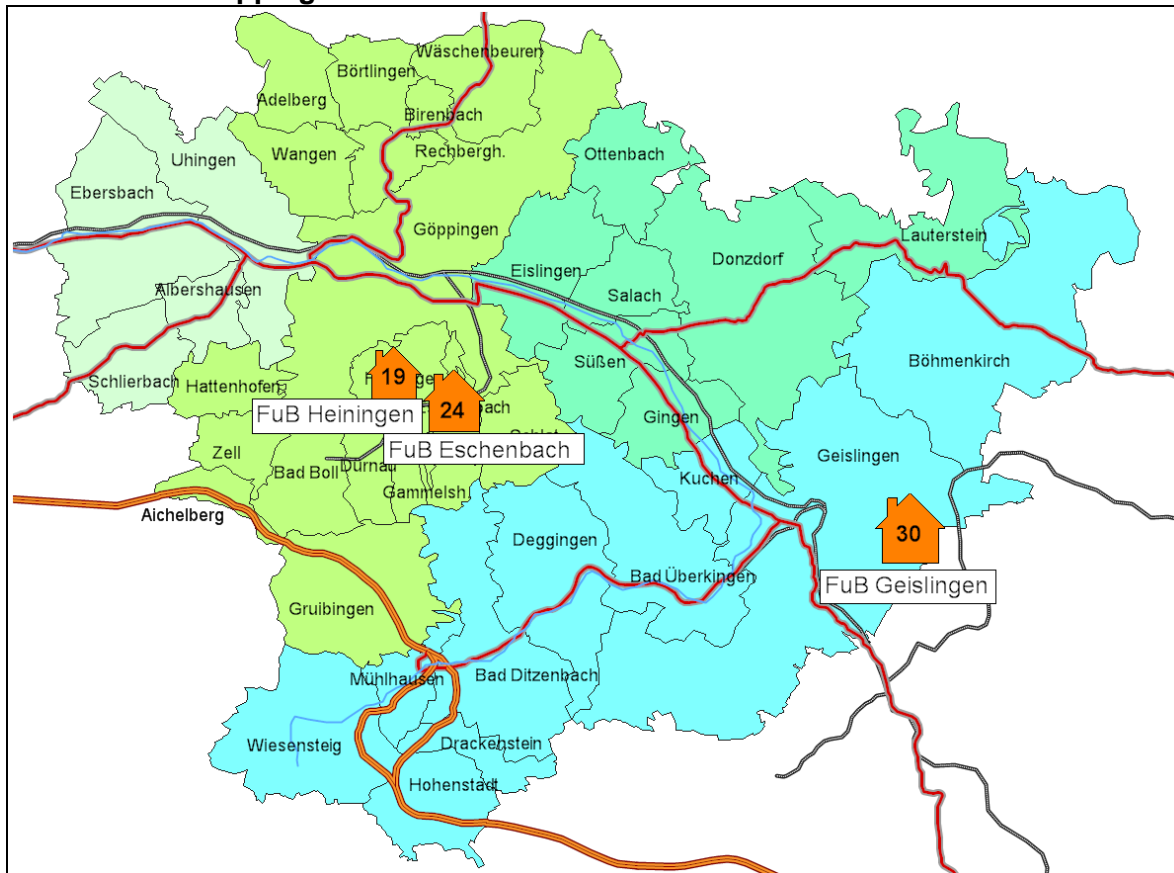 Wäschenbeuren
Börtlingen
Adelberg
Birenbach
Wangen
Rechbergh.
Ottenbach
Uhingen
Ebersbach
Göppingen
Lauterstein
Donzdorf
Eislingen
Albershausen
Salach
Süßen
Böhmenkirch
Schlierbach
Hattenhofen
19
24
FuB Heiningen
Gingen
FuB Eschenbach
Zell
Bad Boll
Dürnau
Gammelsh.
Geislingen
Kuchen
Aichelberg
Deggingen
30
Bad Überkingen
FuB Geislingen
Gruibingen
Mühlhausen
Bad Ditzenbach
Wiesensteig
Drackenstein
Hohenstadt